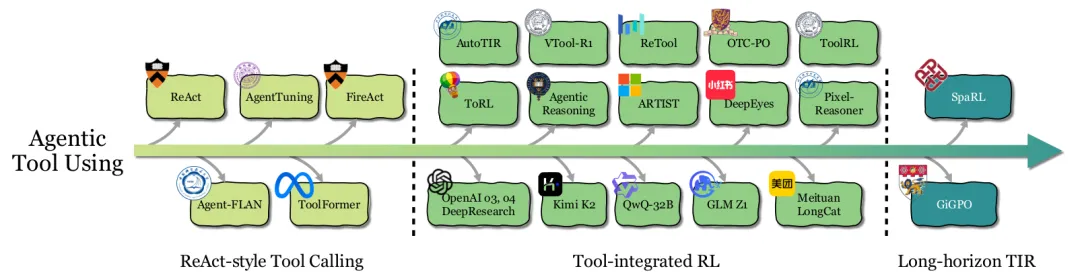 AutoTIR
VTool-R1
ReTool
OTC-PO
ToolRL
ReAct
AgentTuning
FireAct
ToRL
Agentic
Reasoning
ARTIST
小红书
DeepEyes
Pixel-
Reasoner
SpaRL
Agentic
Tool Using
Agent-FLAN
ToolFormer
OpenAI o3, o4
DeepResearch
Kimi K2
QwQ-32B
GLM Z1
美团
Meituan
LongCat
GiGPO
ReAct-style Tool Calling
Tool-integrated RL
Long-horizon TIR